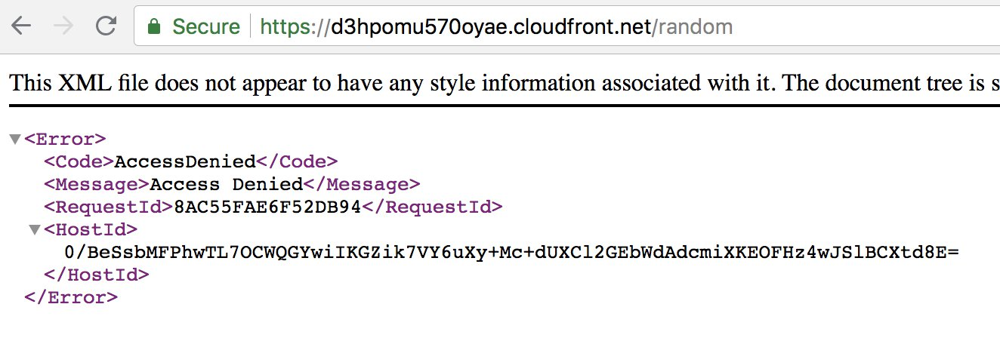 Secure https://d3hpomu570oyae.cloudfront.net/random
This XML file does not appear to have any style information associated with it. The document tree is s
<Error>
<Code>AccessDenied</Code>
<Message>Access Denied</Message>
<RequestId>8AC55FAE6F52DB94</RequestId>
<HostId>
0/BeSsbMFPhwTL7OCWQGYwiIKGZik7VY6uXy+Mc+dUXCl2GEbWdAdcmiXKEOFHz4wJSlBCXtd8E=
</HostId>
</Error>